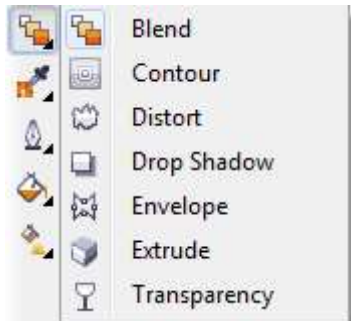 Blend
Contour
Distort
Drop Shadow
Envelope
Extrude
Transparency